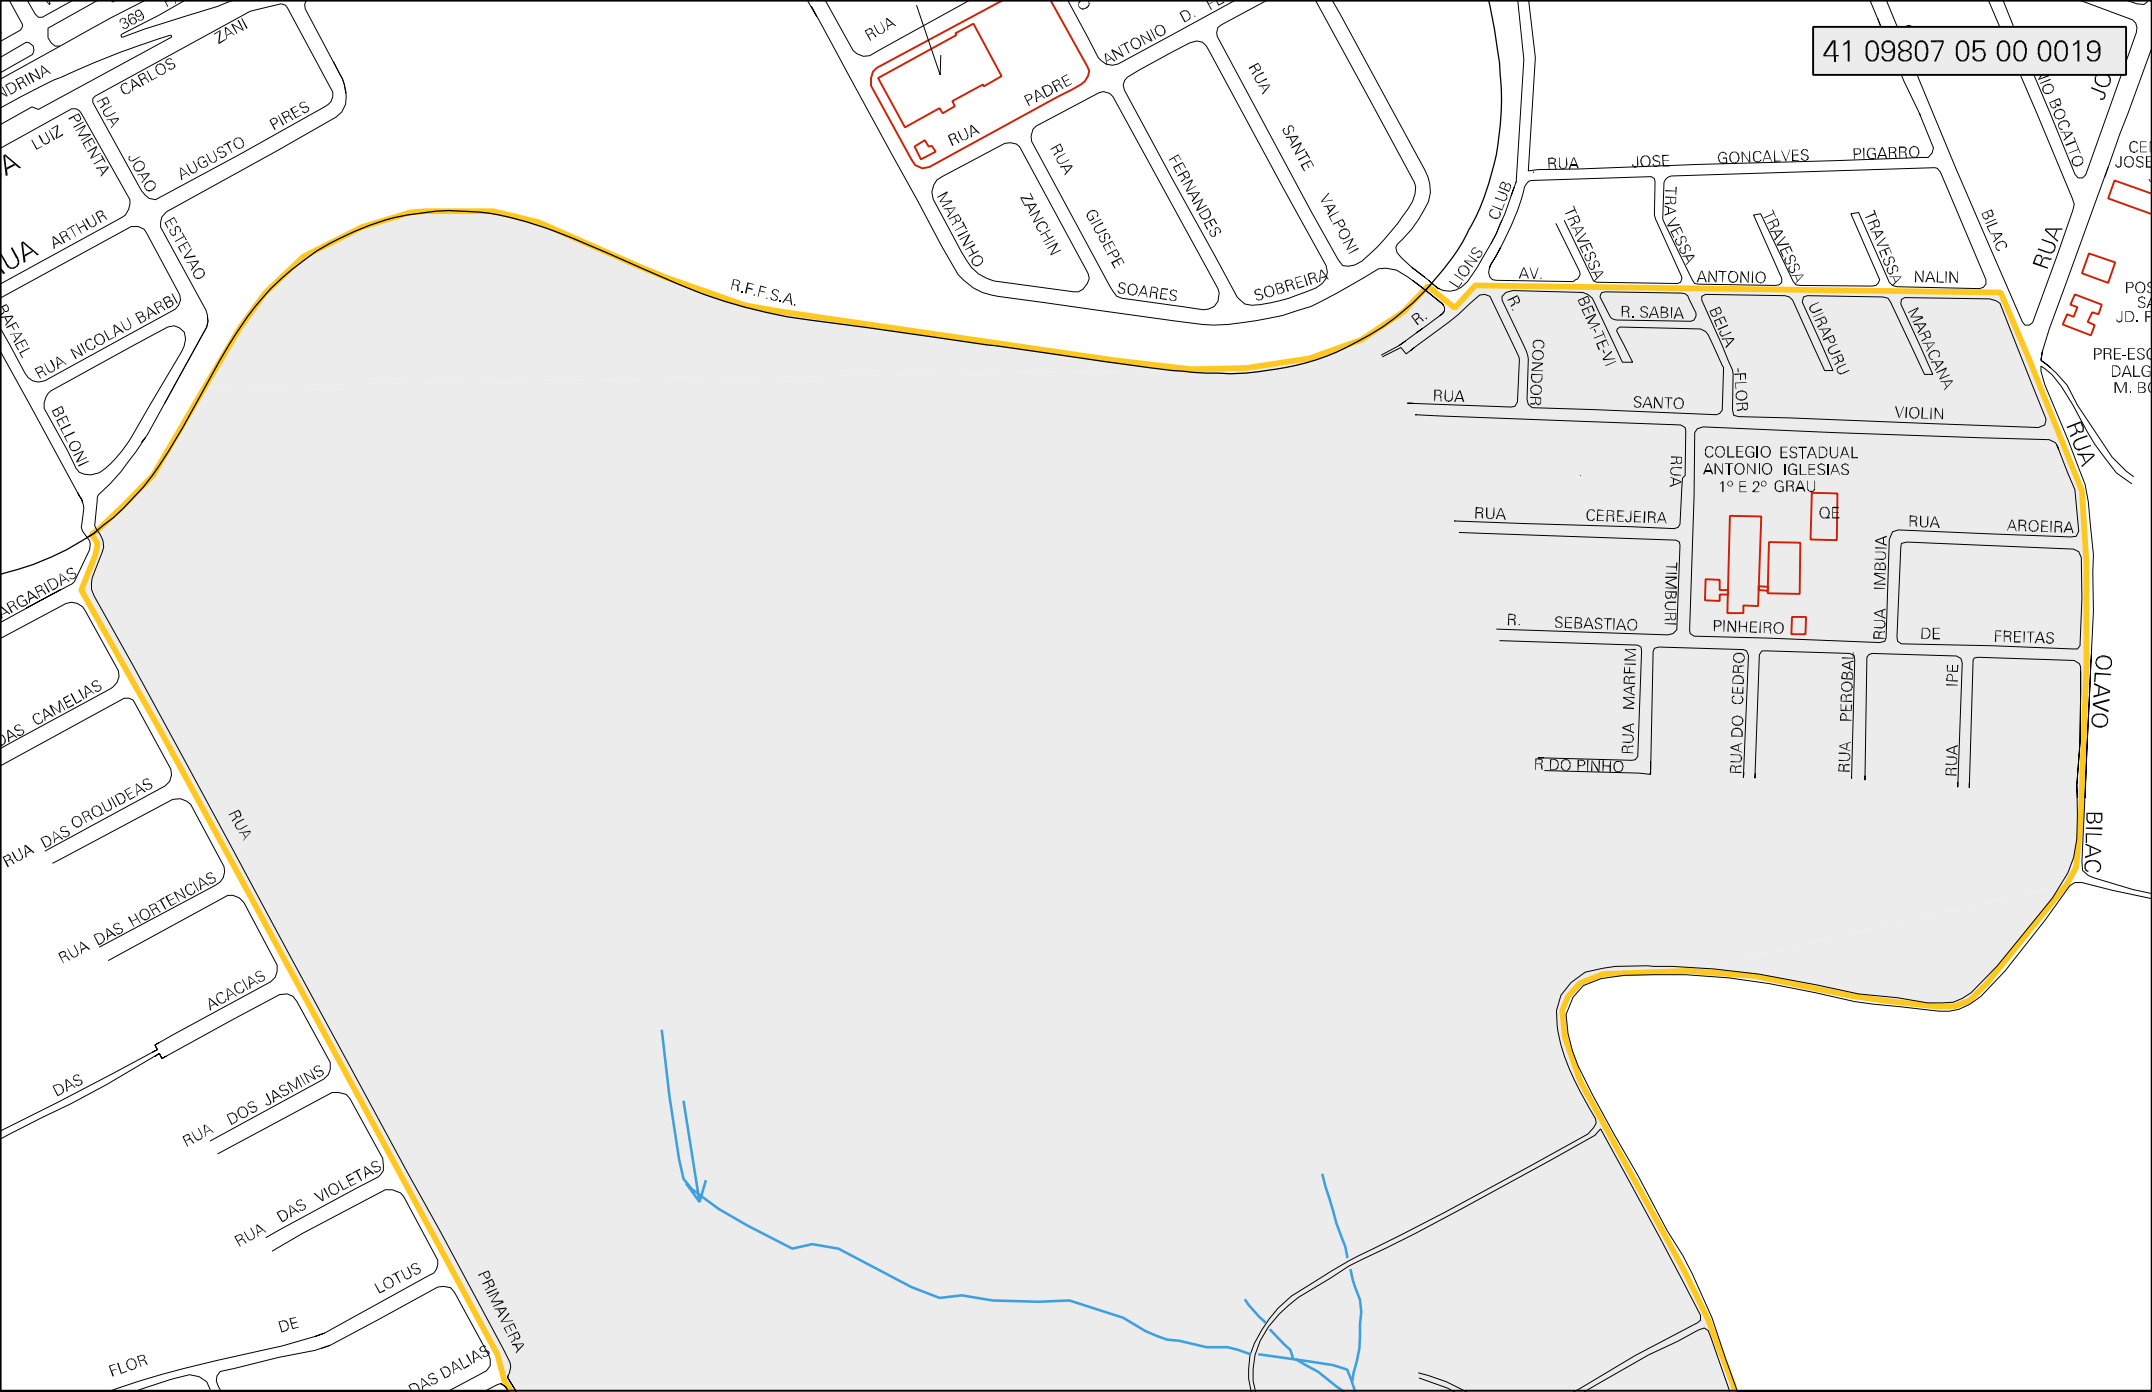 41 09807 05 00 0019
369
ZANI
CARLOS
RUA
LUIZ
PIMENTA
JOAO
AUGUSTO
PIRES
ARTHUR
ESTEVAO
RUA NICOLAU BARBI
BELLONI
RUA
ANTONIO D.
RUA PADRE
MARTINHO
ZANCHIN
RUA
GIUSEPE
FERNANDES
RUA
SANTE
VALPONI
SOARES
SOBREIRA
R.F.F.S.A.
LIONS CLUB
RUA JOSE GONCALVES PIGARRO
TRAVESSA
TRAVESSA
TRAVESSA
TRAVESSA
AV. ANTONIO NALIN
BILAC
RUA
R.
R.
CONDOR
BEM-TE-VI
R. SABIA
BEIJA
-FLOR
UIRAPURU
MARACANA
RUA SANTO VIOLIN
RUA
COLEGIO ESTADUAL
ANTONIO IGLESIAS
1º E 2º GRAU
QE
RUA
TIMBURI
RUA CEREJEIRA
RUA AROEIRA
RUA IMBUIA
R. SEBASTIAO PINHEIRO DE FREITAS
RUA MARFIM
RUA DO CEDRO
RUA PEROBAI
RUA IPE
R DO PINHO
OLAVO
BILAC
DAS CAMELIAS
RUA DAS ORQUIDEAS
RUA DAS HORTENCIAS
DAS ACACIAS
RUA DOS JASMINS
RUA DAS VIOLETAS
FLOR DE LOTUS
DAS DALIAS
RUA
PRIMAVERA